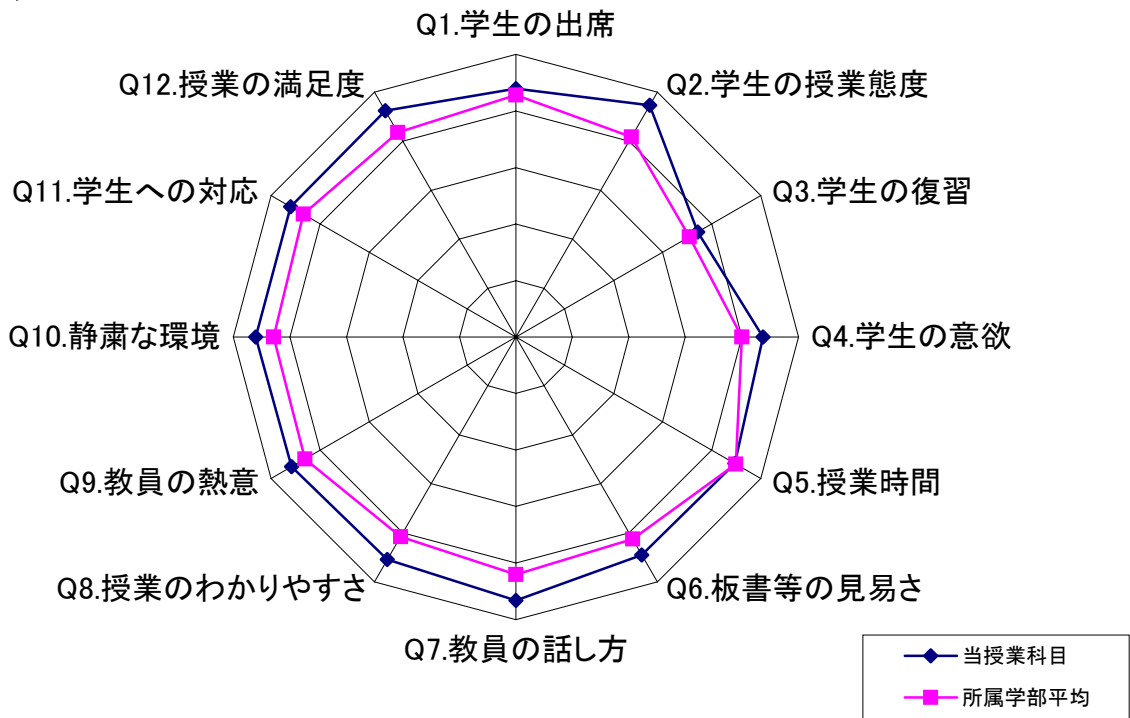 Q1.学生の出席
Q2.学生の授業態度
Q3.学生の復習
Q4.学生の意欲
Q5.授業時間
Q6.板書等の見易さ
Q7.教員の話し方
Q8.授業のわかりやすさ
Q9.教員の熱意
Q10.静粛な環境
Q11.学生への対応
Q12.授業の満足度
当授業科目
所属学部平均